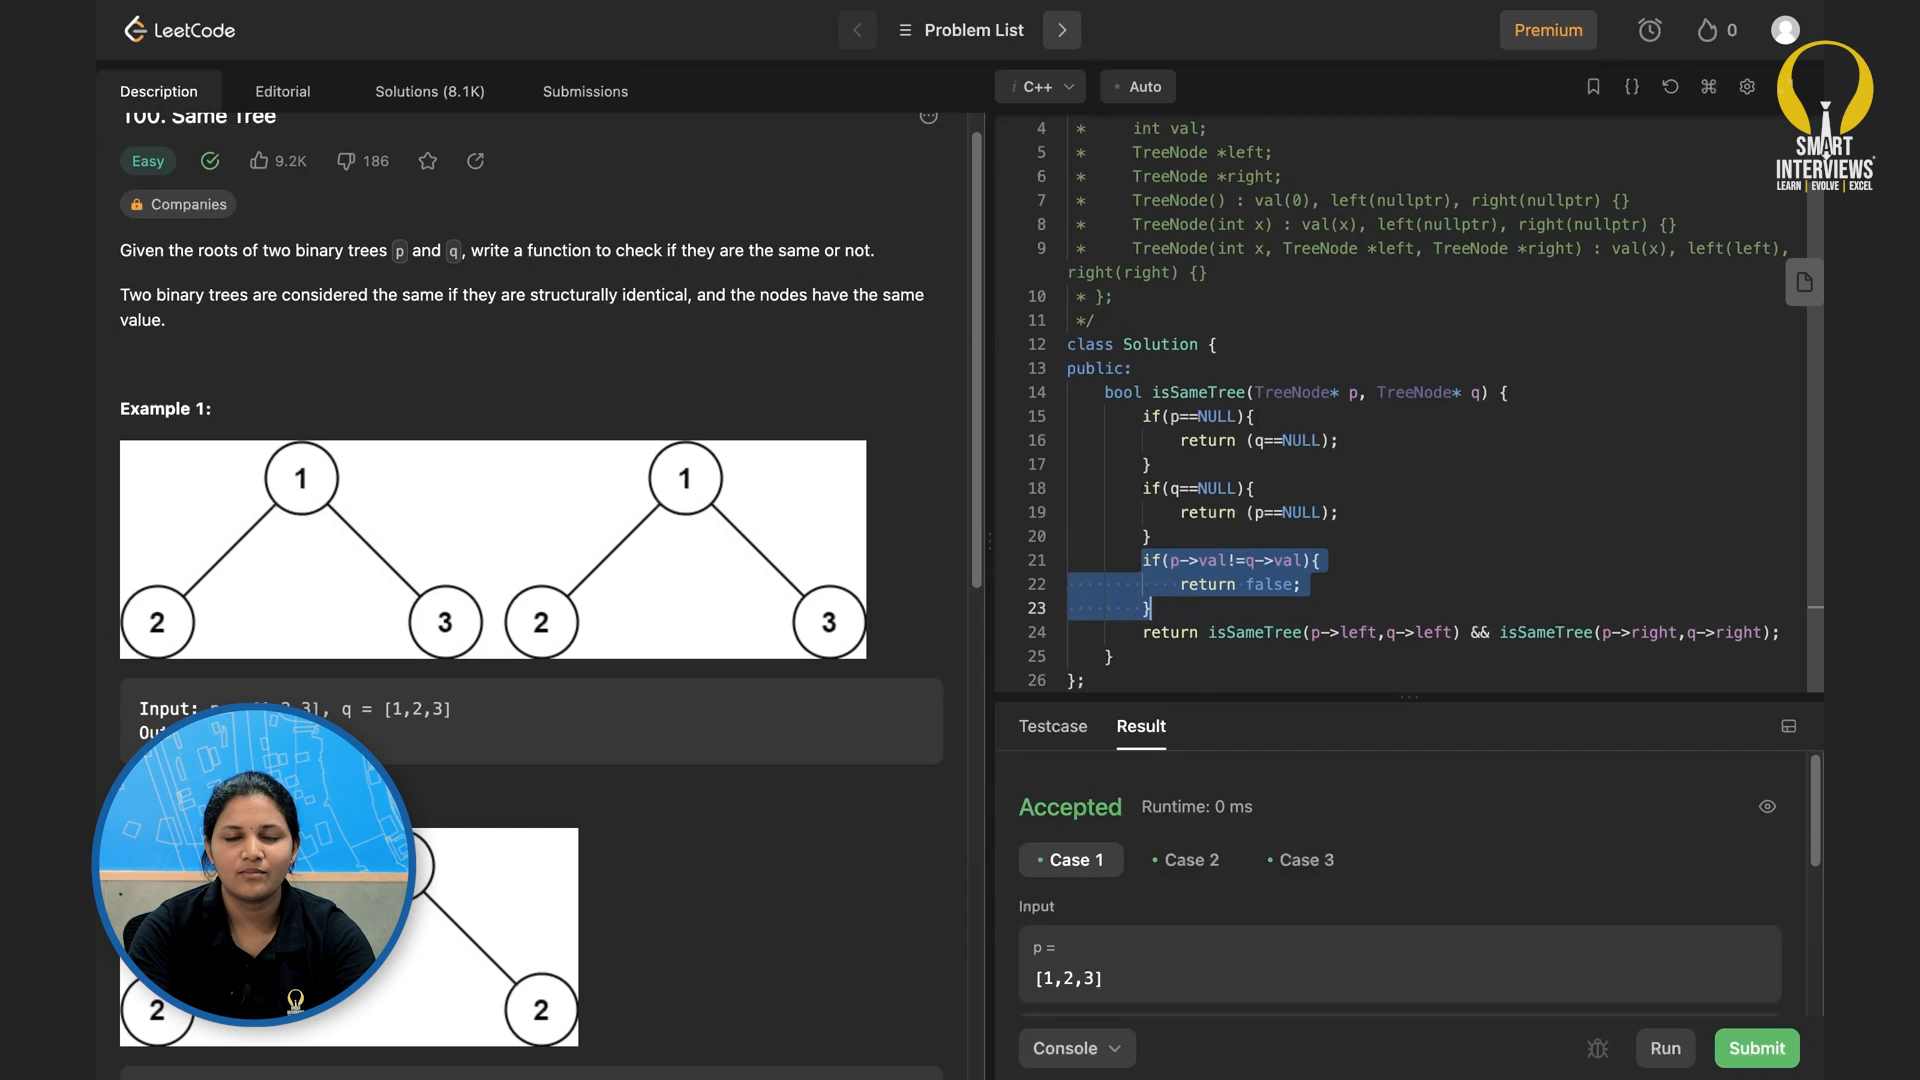 LeetCode
Problem List
Premium
0
SMART
INTERVIEWS
LEARN | EVOLVE | EXCEL
Description
Editorial
Solutions (8.1K)
Submissions
100. Same Tree
Easy
9.2K
186
Companies
Given the roots of two binary trees p and q, write a function to check if they are the same or not.
Two binary trees are considered the same if they are structurally identical, and the nodes have the same
value.
Example 1:
1
2
3
1
2
3
Input: 3], q = [1,2,3]
2
2
i C++
Auto
4 * int val;
5 * TreeNode *left;
6 * TreeNode *right;
7 * TreeNode() : val(0), left(nullptr), right(nullptr) {}
8 * TreeNode(int x) : val(x), left(nullptr), right(nullptr) {}
9 * TreeNode(int x, TreeNode *left, TreeNode *right) : val(x), left(left),
right(right) {}
10 * };
11 */
12 class Solution {
13 public:
14 bool isSameTree(TreeNode* p, TreeNode* q) {
15 if(p==NULL){
16 return (q==NULL);
17 }
18 if(q==NULL){
19 return (p==NULL);
20 }
21 if(p->val!=q->val){
22 return false;
23 }
24 return isSameTree(p->left,q->left) && isSameTree(p->right,q->right);
25 }
26 };
Testcase
Result
Accepted Runtime: 0 ms
Case 1
Case 2
Case 3
Input
p =
[1,2,3]
Console
Run
Submit